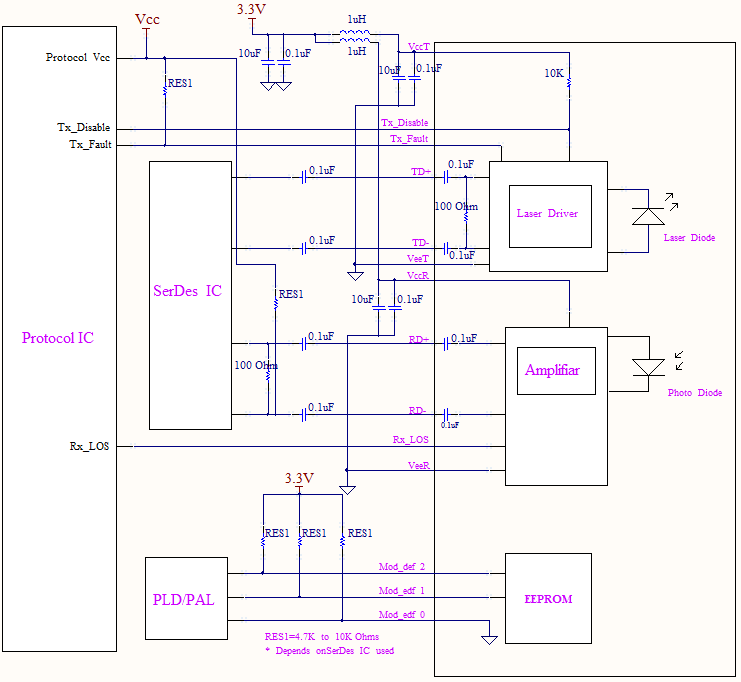 Vcc
3.3V
1uH
1uH
10uF
0.1uF
VccT
Protocol Vcc
RES1
10uF
0.1uF
10K
Tx_Disable
Tx_Disable
Tx_Fault
Tx_Fault
0.1uF
0.1uF
TD+
100 Ohm
Laser Driver
Laser Diode
0.1uF
TD-
0.1uF
VeeT
VccR
SerDes IC
RES1
10uF
0.1uF
Protocol IC
0.1uF
RD+
0.1uF
100 Ohm
Amplifiar
Photo Diode
0.1uF
RD-
0.1uF
Rx_LOS
Rx_LOS
VeeR
3.3V
RES1
RES1
RES1
Mod_def 2
PLD/PAL
Mod_edf 1
EEPROM
Mod_edf 0
RES1=4.7K to 10K Ohms
* Depends onSerDes IC used